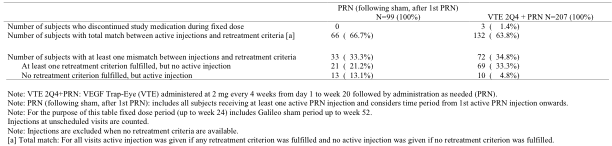 PRN (following sham, after 1st PRN)
N=99 (100%) VTE 2Q4 + PRN N=207 (100%)
Number of subjects who discontinued study medication during fixed dose 0 3 ( 1.4%)
Number of subjects with total match between active injections and retreatment criteria [a] 66 ( 66.7%) 132 ( 63.8%)
Number of subjects with at least one mismatch between injections and retreatment criteria 33 ( 33.3%) 72 ( 34.8%)
At least one retreatment criterion fulfilled, but no active injection 21 ( 21.2%) 69 ( 33.3%)
No retreatment criterion fulfilled, but active injection 13 ( 13.1%) 10 ( 4.8%)
Note: VTE 2Q4+PRN: VEGF Trap-Eye (VTE) administered at 2 mg every 4 weeks from day 1 to week 20 followed by administration as needed (PRN).
Note: PRN (following sham, after 1st PRN): includes all subjects receiving at least one active PRN injection and considers time period from 1st active PRN injection onwards.
Note: For the purpose of this table fixed dose period (up to week 24) includes Galileo sham period up to week 52.
Injections at unscheduled visits are counted.
Note: Injections are excluded when no retreatment criteria are available.
[a] Total match: For all visits active injection was given if any retreatment criterion was fulfilled and no active injection was given if no retreatment criterion was fulfilled.